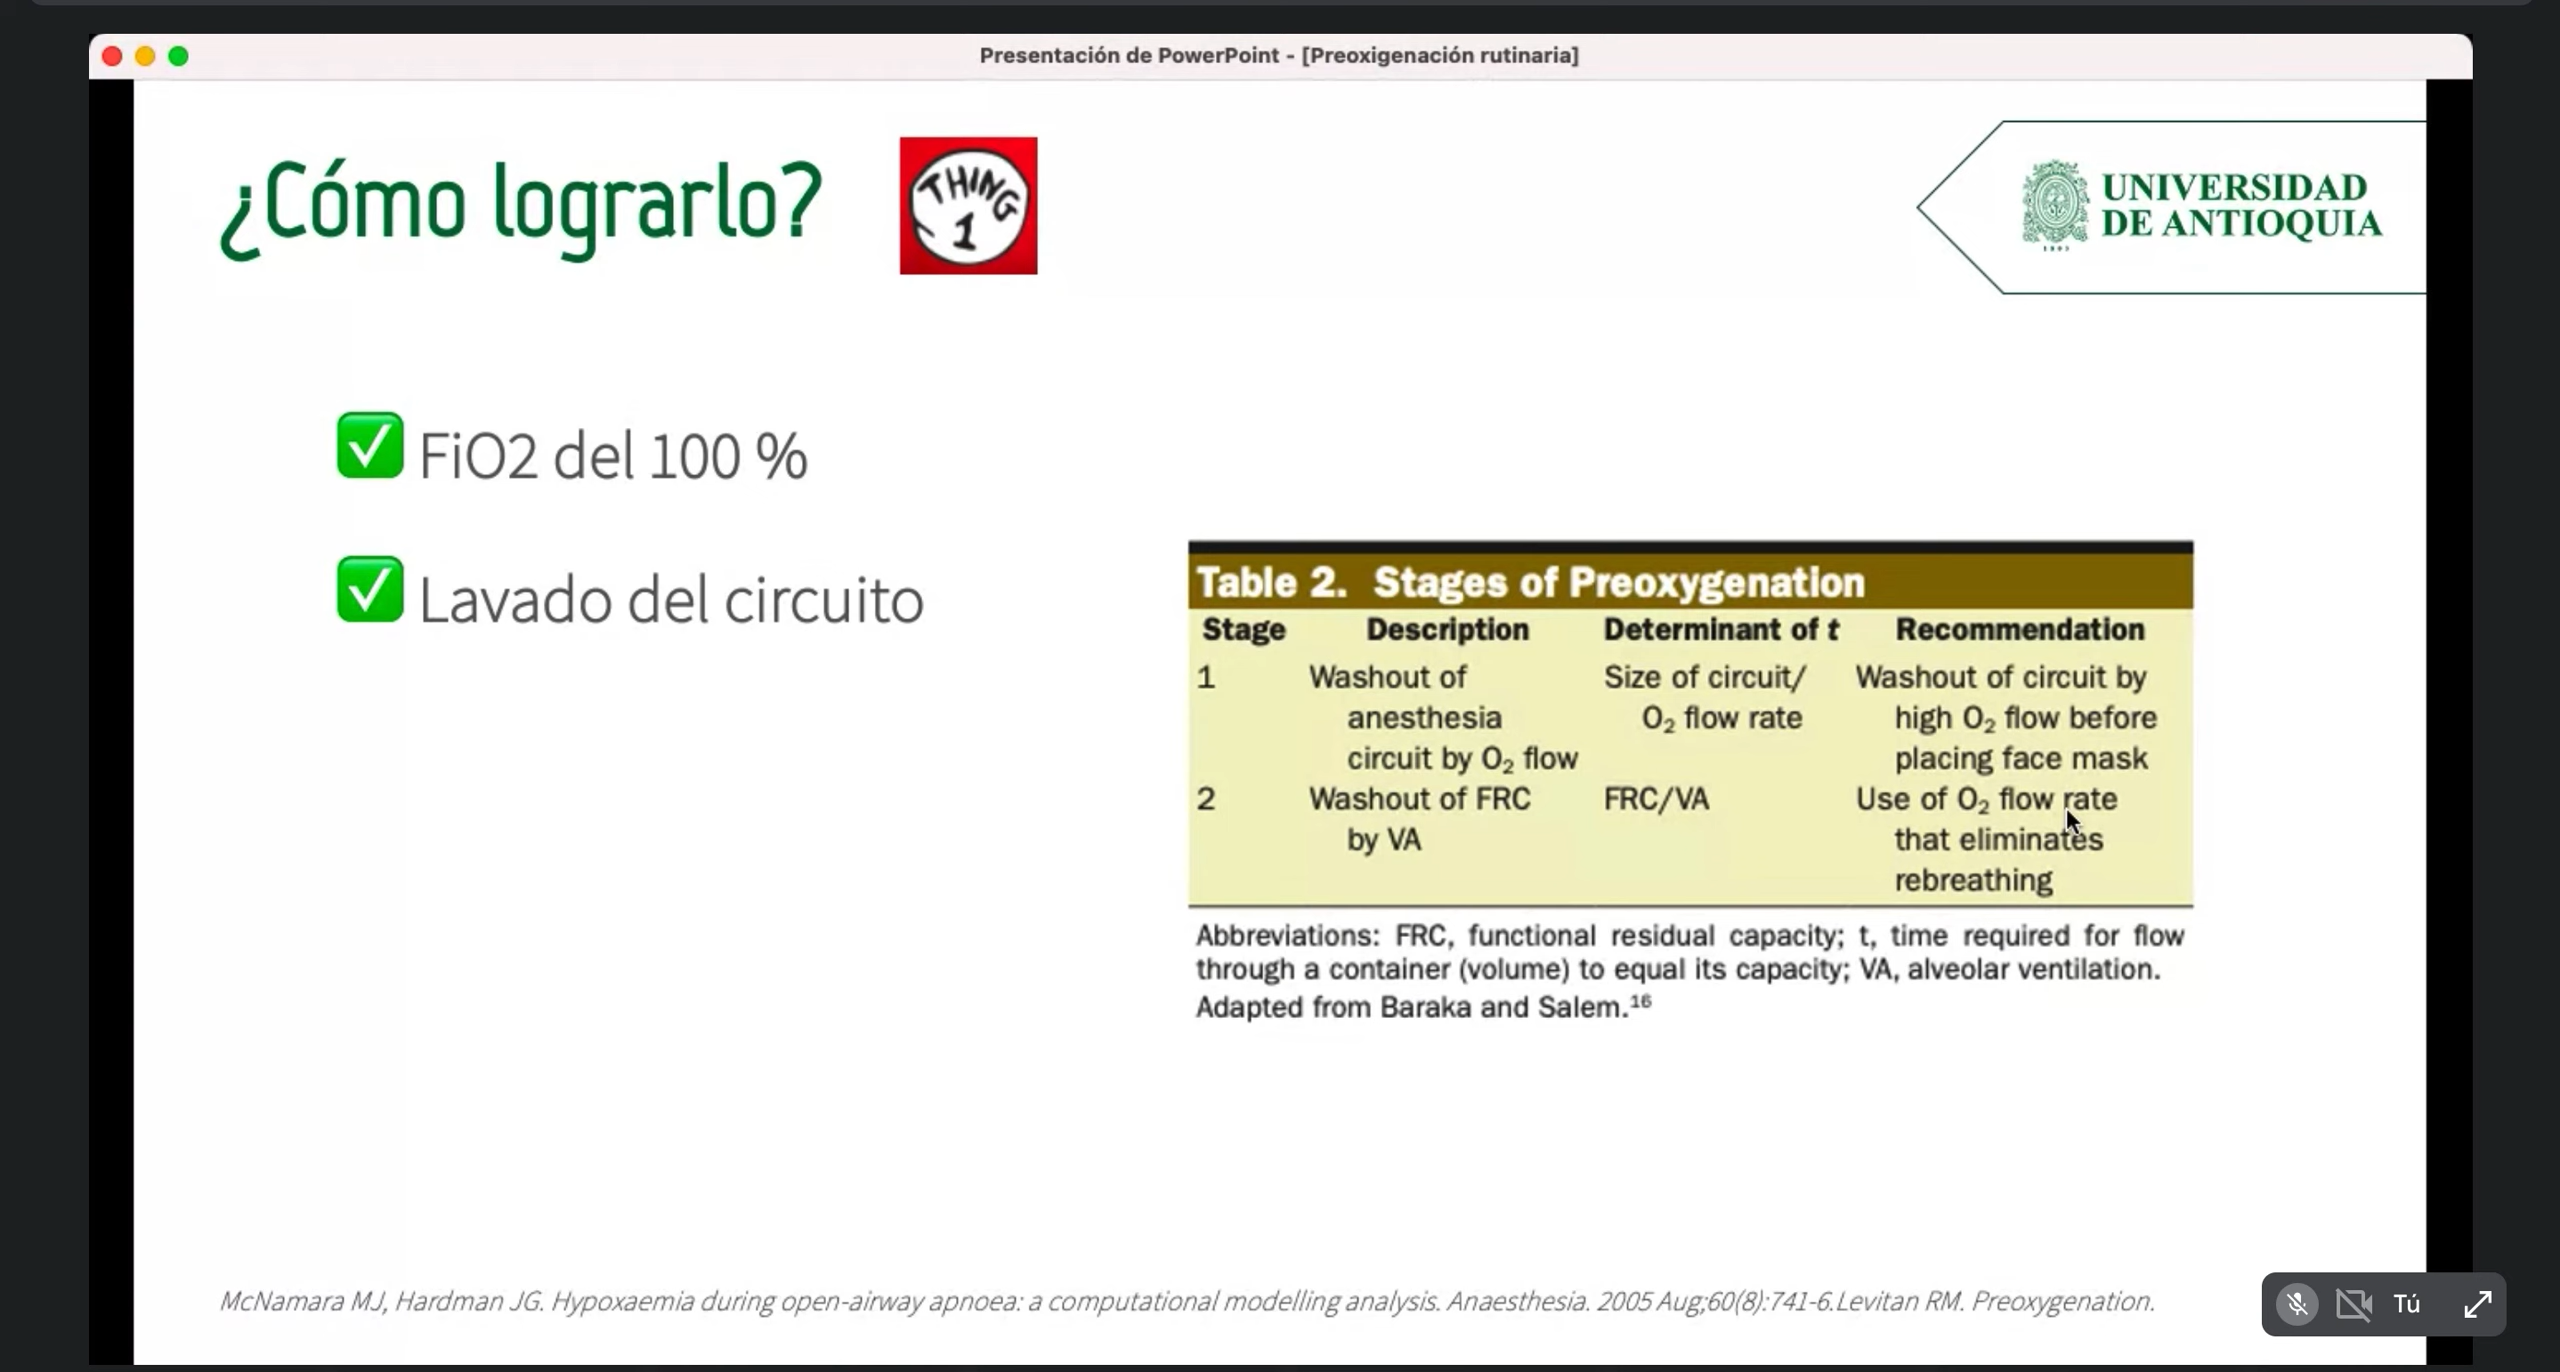 Presentación de PowerPoint - [Preoxigenación rutinaria]
¿Cómo lograrlo?
THING
1
UNIVERSIDAD
DE ANTIOQUIA
1803
✅ FiO2 del 100 %
✅ Lavado del circuito
Table 2. Stages of Preoxygenation
Stage Description Determinant of t Recommendation
1 Washout of Size of circuit/ Washout of circuit by
anesthesia O₂ flow rate high O₂ flow before
circuit by O₂ flow placing face mask
2 Washout of FRC FRC/VA Use of O₂ flow rate
by VA that eliminates
rebreathing
Abbreviations: FRC, functional residual capacity; t, time required for flow
through a container (volume) to equal its capacity; VA, alveolar ventilation.
Adapted from Baraka and Salem.¹⁶
McNamara MJ, Hardman JG. Hypoxaemia during open-airway apnoea: a computational modelling analysis. Anaesthesia. 2005 Aug;60(8):741-6.Levitan RM. Preoxygenation.
Tú